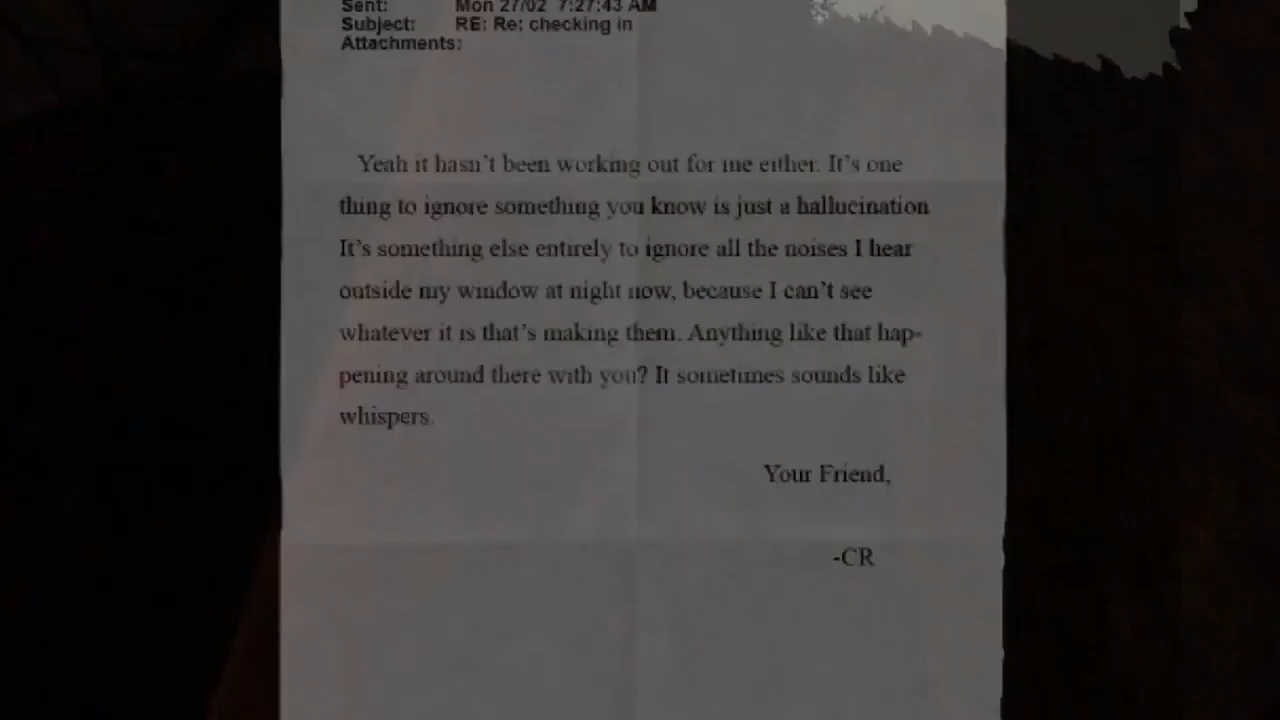 Sent: Mon 27/02 7:27:43 AM
Subject: RE: Re: checking in
Attachments:
Yeah it hasn't been working out for me either. It's one
thing to ignore something you know is just a hallucination
It's something else entirely to ignore all the noises I hear
outside my window at night now, because I can't see
whatever it is that's making them. Anything like that hap-
pening around there with you? It sometimes sounds like
whispers.
Your Friend,
-CR